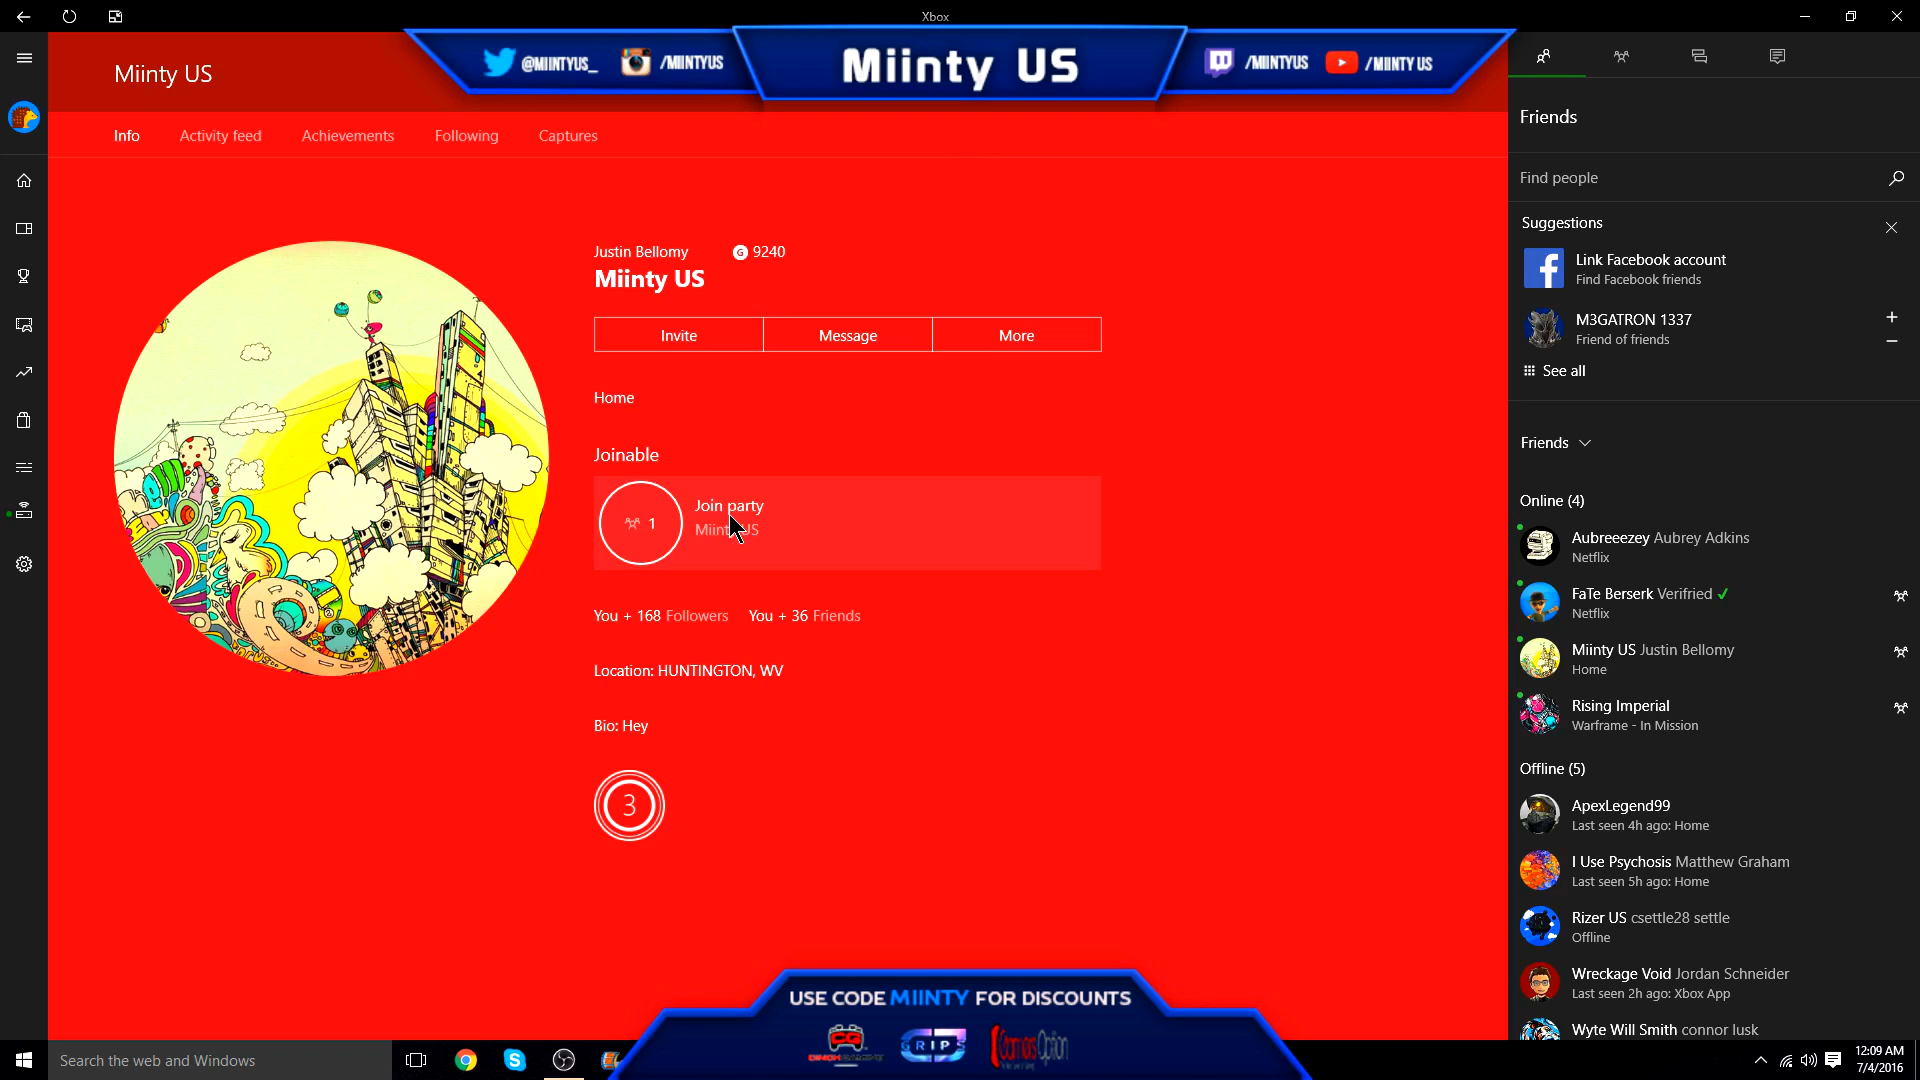 Xbox
Miinty US
@MIINTYUS_
/MIINTYUS
Miinty US
/MIINTYUS
/MIINTY US
Info
Activity feed
Achievements
Following
Captures
Justin Bellomy
G 9240
Miinty US
Invite
Message
More
Home
Joinable
1
Join party
Miinty US
You + 168 Followers
You + 36 Friends
Location: HUNTINGTON, WV
Bio: Hey
3
Friends
Find people
Suggestions
Link Facebook account
Find Facebook friends
M3GATRON 1337
Friend of friends
See all
Friends
Online (4)
Aubreeezey Aubrey Adkins
Netflix
FaTe Berserk Verifried ✓
Netflix
Miinty US Justin Bellomy
Home
Rising Imperial
Warframe - In Mission
Offline (5)
ApexLegend99
Last seen 4h ago: Home
I Use Psychosis Matthew Graham
Last seen 5h ago: Home
Rizer US csettle28 settle
Offline
Wreckage Void Jordan Schneider
Last seen 2h ago: Xbox App
Wyte Will Smith connor lusk
USE CODE MIINTY FOR DISCOUNTS
CG
GRIPS
Search the web and Windows
12:09 AM
7/4/2016